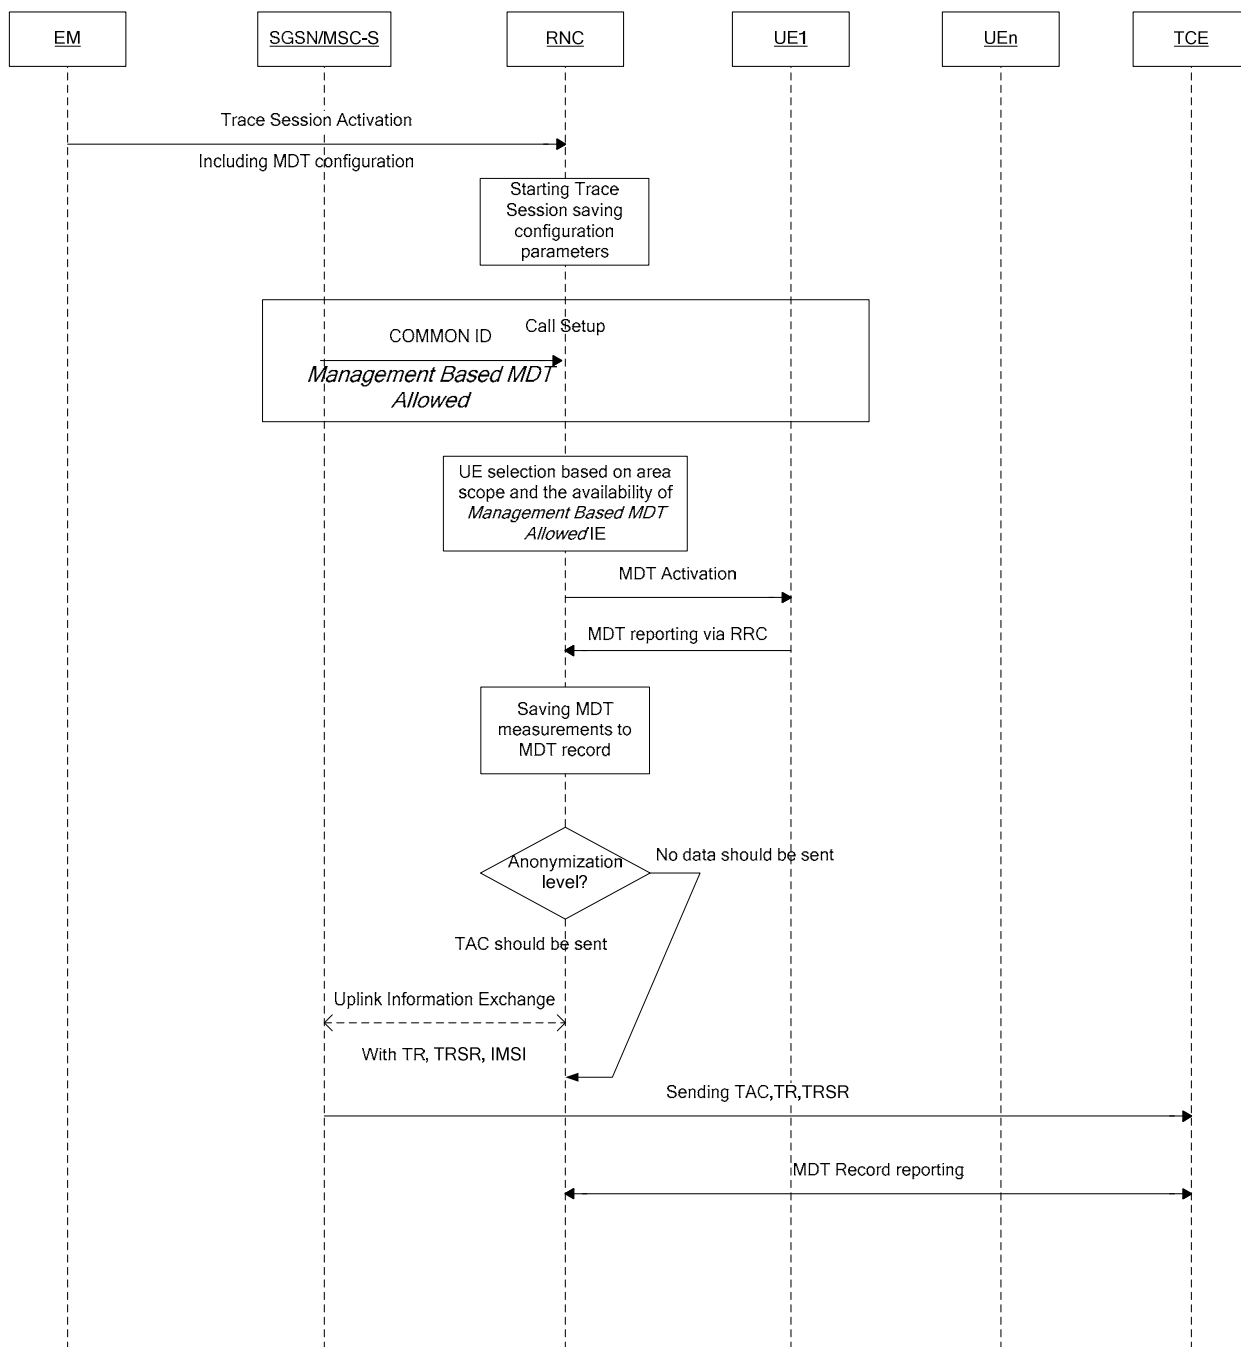 EM
SGSN/MSC-S
RNC
UE1
UEn
TCE
Trace Session Activation
Including MDT configuration
Starting Trace
Session saving
configuration
parameters
Call Setup
COMMON ID
Management Based MDT
Allowed
UE selection based on area
scope and the availability of
Management Based MDT
Allowed IE
MDT Activation
MDT reporting via RRC
Saving MDT
measurements to
MDT record
Anonymization
level?
No data should be sent
TAC should be sent
Uplink Information Exchange
With TR, TRSR, IMSI
Sending TAC,TR,TRSR
MDT Record reporting